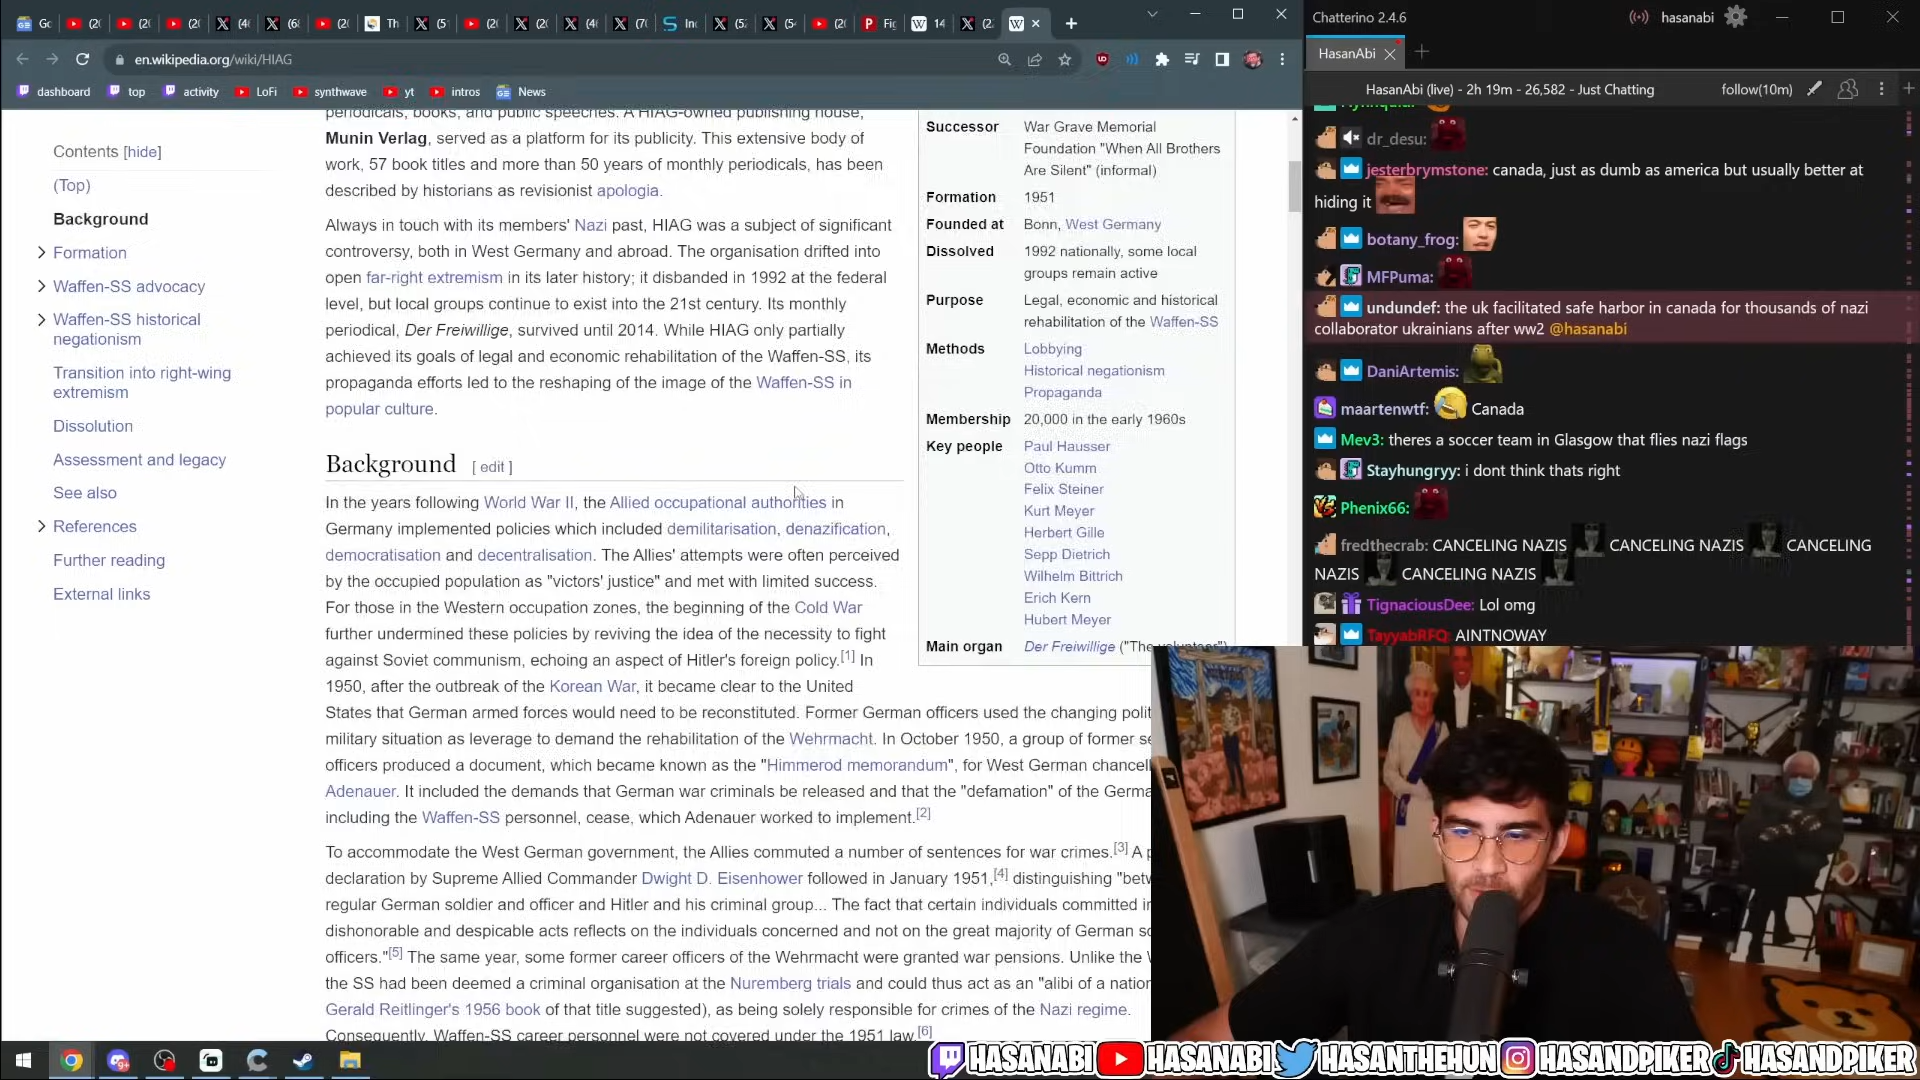 Th
In
Fig
14
en.wikipedia.org/wiki/HIAG
dashboard
top
activity
LoFi
synthwave
yt
intros
News
Contents [hide]
(Top)
Background
Formation
Waffen-SS advocacy
Waffen-SS historical
negationism
Transition into right-wing
extremism
Dissolution
Assessment and legacy
See also
References
Further reading
External links
periodicals, books, and public speeches. A HIAG-owned publishing house,
Munin Verlag, served as a platform for its publicity. This extensive body of
work, 57 book titles and more than 50 years of monthly periodicals, has been
described by historians as revisionist apologia.
Always in touch with its members' Nazi past, HIAG was a subject of significant
controversy, both in West Germany and abroad. The organisation drifted into
open far-right extremism in its later history; it disbanded in 1992 at the federal
level, but local groups continue to exist into the 21st century. Its monthly
periodical, Der Freiwillige, survived until 2014. While HIAG only partially
achieved its goals of legal and economic rehabilitation of the Waffen-SS, its
propaganda efforts led to the reshaping of the image of the Waffen-SS in
popular culture.
Background [ edit ]
In the years following World War II, the Allied occupational authorities in
Germany implemented policies which included demilitarisation, denazification,
democratisation and decentralisation. The Allies' attempts were often perceived
by the occupied population as "victors' justice" and met with limited success.
For those in the Western occupation zones, the beginning of the Cold War
further undermined these policies by reviving the idea of the necessity to fight
against Soviet communism, echoing an aspect of Hitler's foreign policy.[1] In
1950, after the outbreak of the Korean War, it became clear to the United
States that German armed forces would need to be reconstituted. Former German officers used the changing polit
military situation as leverage to demand the rehabilitation of the Wehrmacht. In October 1950, a group of former se
officers produced a document, which became known as the "Himmerod memorandum", for West German chancell
Adenauer. It included the demands that German war criminals be released and that the "defamation" of the Germa
including the Waffen-SS personnel, cease, which Adenauer worked to implement.[2]
To accommodate the West German government, the Allies commuted a number of sentences for war crimes.[3] A p
declaration by Supreme Allied Commander Dwight D. Eisenhower followed in January 1951,[4] distinguishing "betw
regular German soldier and officer and Hitler and his criminal group... The fact that certain individuals committed in
dishonorable and despicable acts reflects on the individuals concerned and not on the great majority of German so
officers."[5] The same year, some former career officers of the Wehrmacht were granted war pensions. Unlike the W
the SS had been deemed a criminal organisation at the Nuremberg trials and could thus act as an "alibi of a nation
Gerald Reitlinger's 1956 book of that title suggested), as being solely responsible for crimes of the Nazi regime.
Consequently, Waffen-SS career personnel were not covered under the 1951 law.[6]
Successor War Grave Memorial
Foundation "When All Brothers
Are Silent" (informal)
Formation 1951
Founded at Bonn, West Germany
Dissolved 1992 nationally, some local
groups remain active
Purpose Legal, economic and historical
rehabilitation of the Waffen-SS
Methods Lobbying
Historical negationism
Propaganda
Membership 20,000 in the early 1960s
Key people Paul Hausser
Otto Kumm
Felix Steiner
Kurt Meyer
Herbert Gille
Sepp Dietrich
Wilhelm Bittrich
Erich Kern
Hubert Meyer
Main organ Der Freiwillige ("The volunteer")
Chatterino 2.4.6
hasanabi
HasanAbi
HasanAbi (live) - 2h 19m - 26,582 - Just Chatting
follow(10m)
dr_desu:
jesterbrymstone: canada, just as dumb as america but usually better at
hiding it
botany_frog:
MFPuma:
undundef: the uk facilitated safe harbor in canada for thousands of nazi
collaborator ukrainians after ww2 @hasanabi
DaniArtemis:
maartenwtf: Canada
Mev3: theres a soccer team in Glasgow that flies nazi flags
Stayhungryy: i dont think thats right
Phenix66:
fredthecrab: CANCELING NAZIS CANCELING NAZIS CANCELING
NAZIS CANCELING NAZIS
TignaciousDee: Lol omg
TayyabRFQ: AINTNOWAY
HASANABI HASANABI HASANTHEHUN HASANDPIKER HASANDPIKER